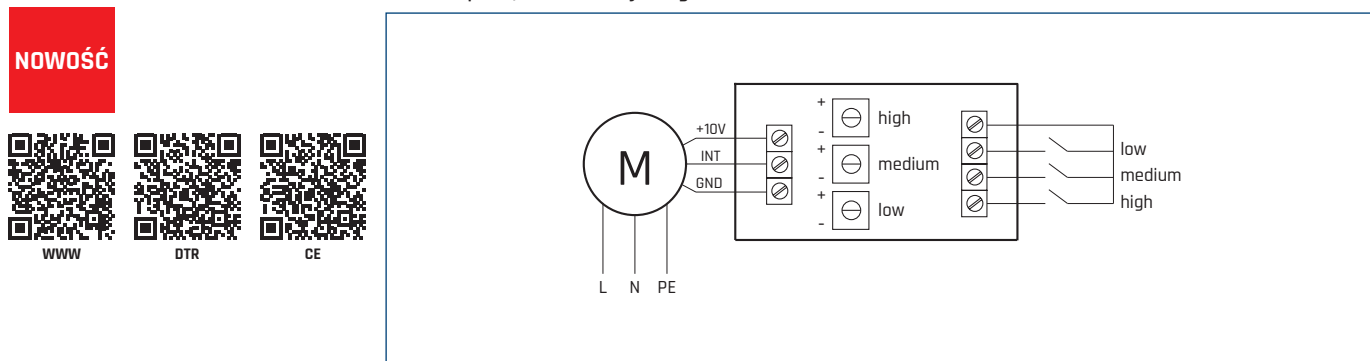 NOWOŚĆ
WWW
DTR
CE
M
+10V
INT
GND
L N PE
+
-
high
+
-
medium
+
-
low
low
medium
high